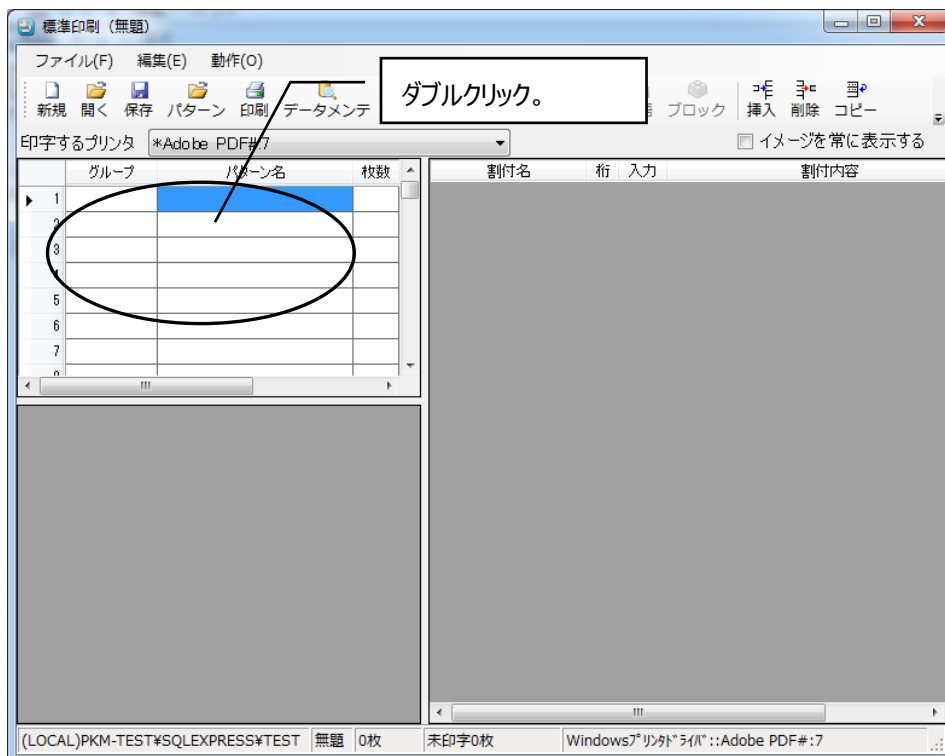 標準印刷（無題）
ファイル(F) 編集(E) 動作(O)
ダブルクリック。
新規 開く 保存 パターン 印刷 データメンテ ブロック 挿入 削除 コピー
印字するプリンタ *Adobe PDF#:7 イメージを常に表示する
グループ パターン名 枚数 割付名 桁 入力 割付内容
1
2
3
4
5
6
7
(LOCAL)PKM-TEST¥SQLEXPRESS¥TEST 無題 0枚 未印字0枚 Windowsﾌﾟﾘﾝﾀﾄﾞﾗｲﾊﾞ::Adobe PDF#:7